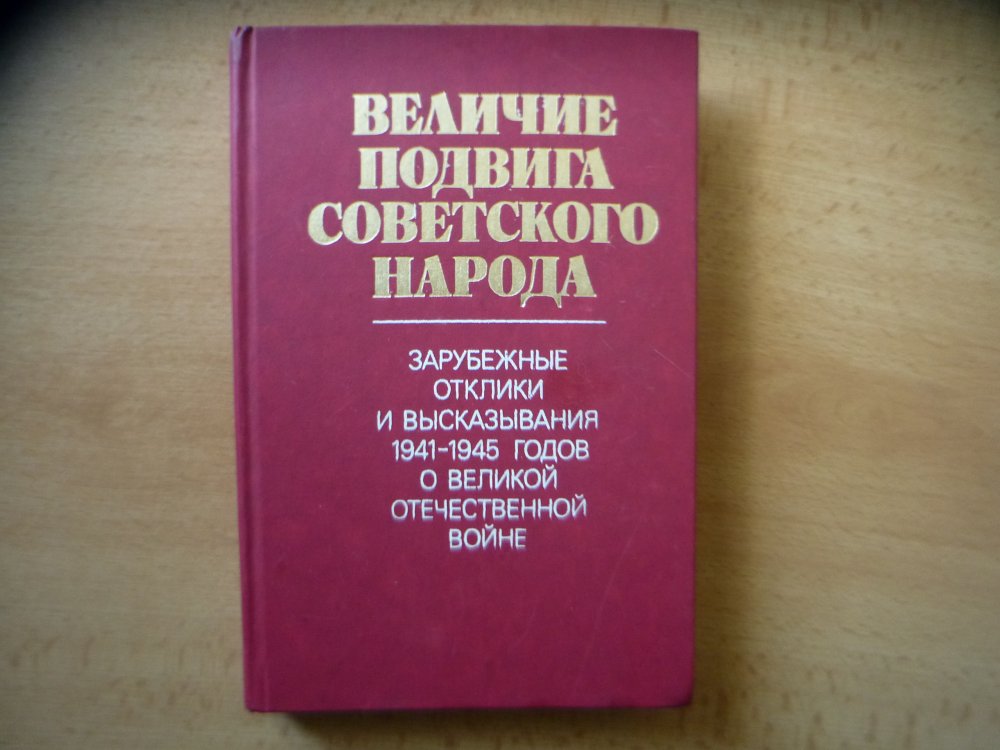 ВЕЛИЧИЕ
ПОДВИГА
СОВЕТСКОГО
НАРОДА
ЗАРУБЕЖНЫЕ
ОТКЛИКИ
И ВЫСКАЗЫВАНИЯ
1941-1945 ГОДОВ
О ВЕЛИКОЙ
ОТЕЧЕСТВЕННОЙ
ВОЙНЕ